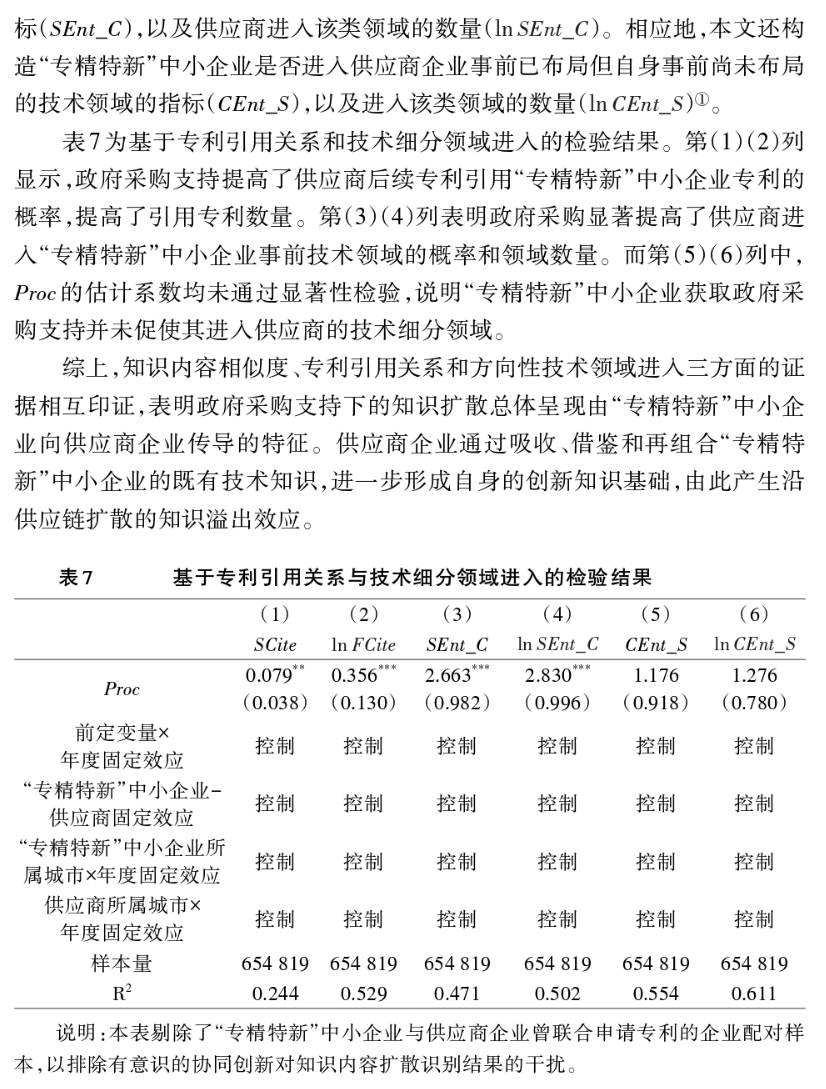 标(SEnt_C),以及供应商进入该类领域的数量(ln SEnt_C)。相应地,本文还构
造“专精特新”中小企业是否进入供应商企业事前已布局但自身事前尚未布局
的技术领域的指标(CEnt_S),以及进入该类领域的数量(ln CEnt_S)①。
表7为基于专利引用关系和技术细分领域进入的检验结果。第(1)(2)列
显示,政府采购支持提高了供应商后续专利引用“专精特新”中小企业专利的
概率,提高了引用专利数量。第(3)(4)列表明政府采购显著提高了供应商进
入“专精特新”中小企业事前技术领域的概率和领域数量。而第(5)(6)列中,
Proc的估计系数均未通过显著性检验,说明“专精特新”中小企业获取政府采
购支持并未促使其进入供应商的技术细分领域。
综上,知识内容相似度、专利引用关系和方向性技术领域进入三方面的证
据相互印证,表明政府采购支持下的知识扩散总体呈现由“专精特新”中小企
业向供应商企业传导的特征。供应商企业通过吸收、借鉴和再组合“专精特
新”中小企业的既有技术知识,进一步形成自身的创新知识基础,由此产生沿
供应链扩散的知识溢出效应。
表7 基于专利引用关系与技术细分领域进入的检验结果
(1) (2) (3) (4) (5) (6)
SCite ln FCite SEnt_C ln SEnt_C CEnt_S ln CEnt_S
Proc 0.079** 0.356*** 2.663*** 2.830*** 1.176 1.276
(0.038) (0.130) (0.982) (0.996) (0.918) (0.780)
前定变量×
年度固定效应 控制 控制 控制 控制 控制 控制
“专精特新”中小企业-
供应商固定效应 控制 控制 控制 控制 控制 控制
“专精特新”中小企业所
属城市×年度固定效应 控制 控制 控制 控制 控制 控制
供应商所属城市×
年度固定效应 控制 控制 控制 控制 控制 控制
样本量 654 819 654 819 654 819 654 819 654 819 654 819
R² 0.244 0.529 0.471 0.502 0.554 0.611
说明:本表剔除了“专精特新”中小企业与供应商企业曾联合申请专利的企业配对样
本,以排除有意识的协同创新对知识内容扩散识别结果的干扰。